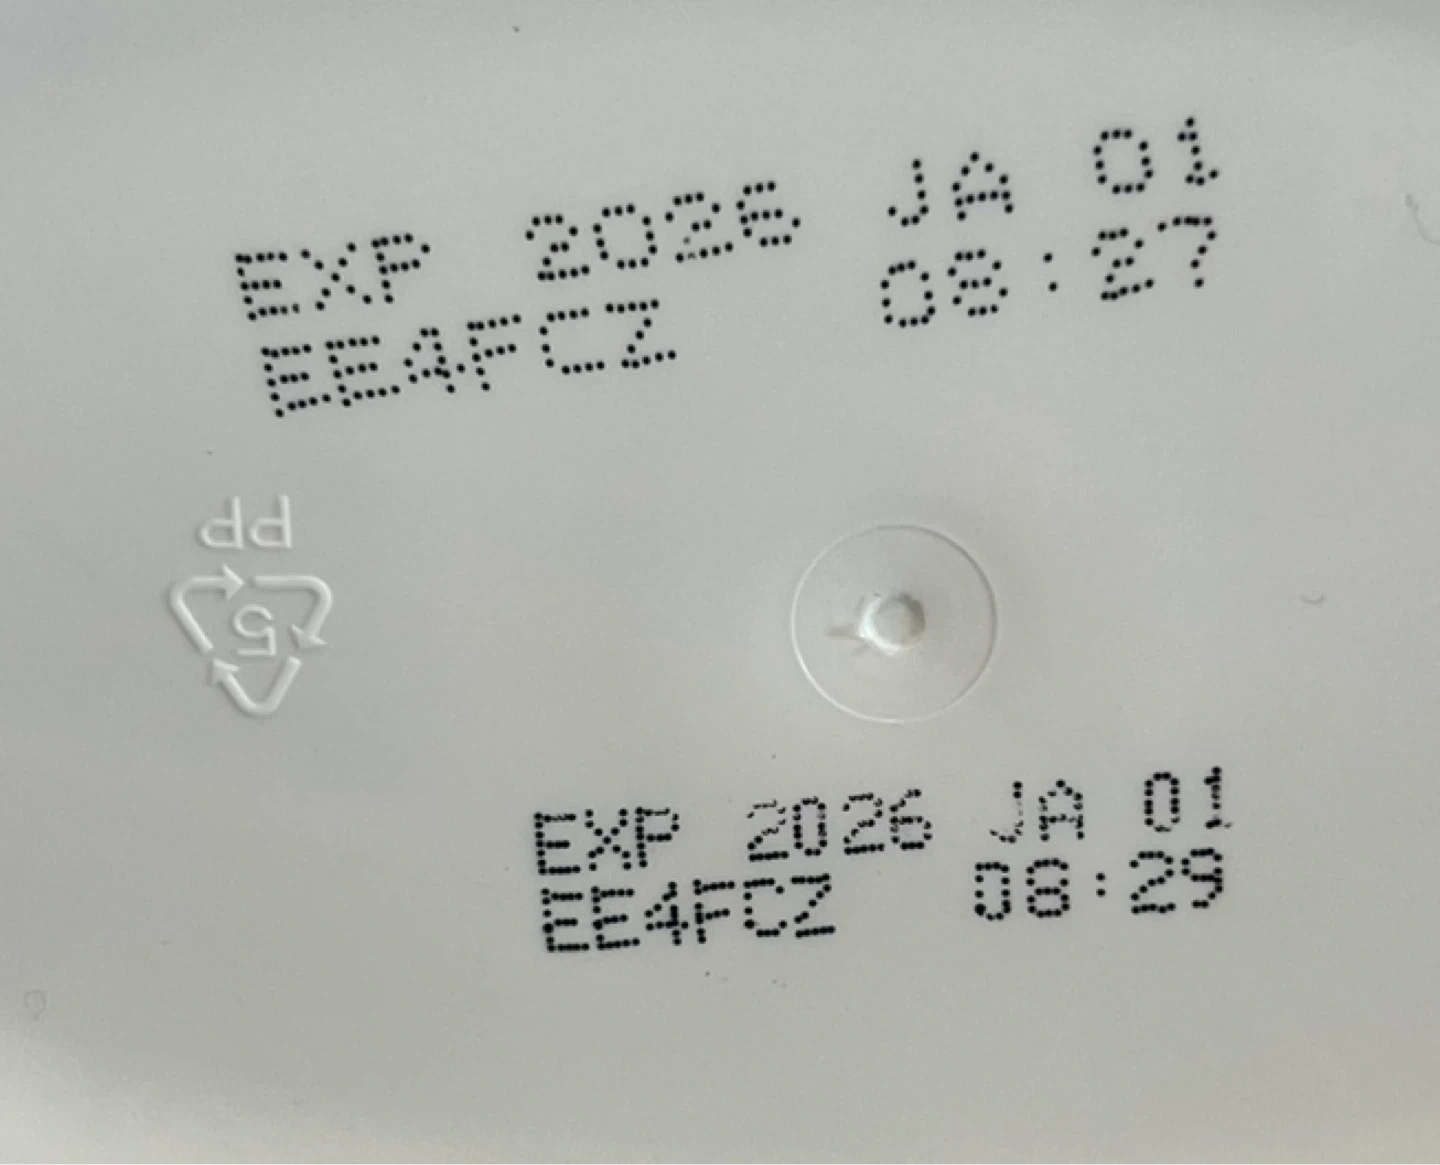 EXP 2026 JA 01
EE4FCZ 08:27
PP
5
EXP 2026 JA 01
EE4FCZ 08:29